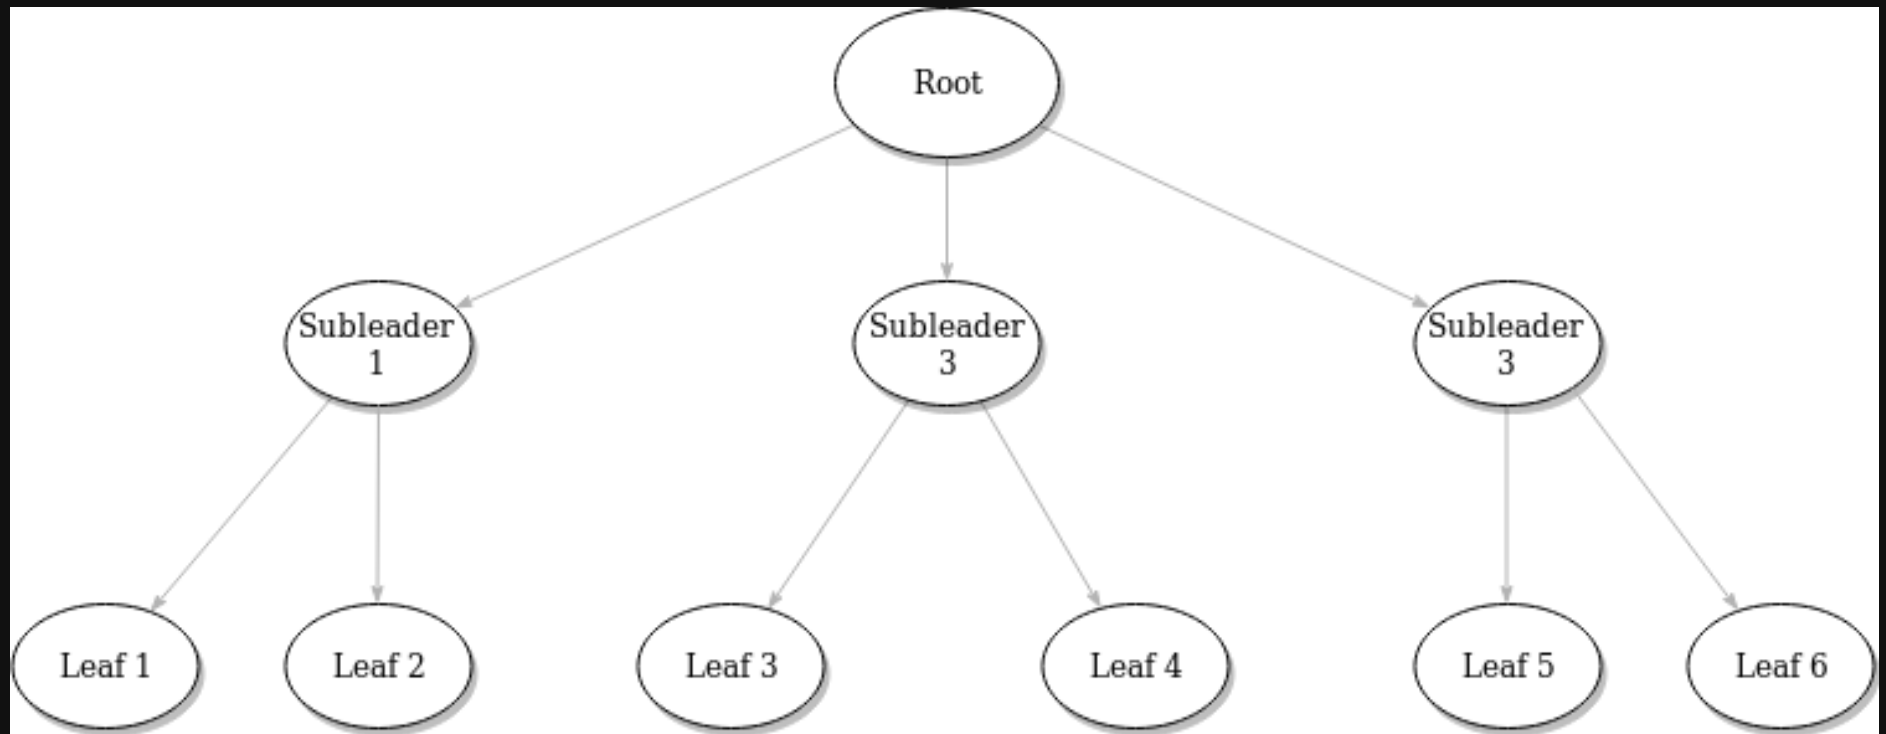 Root
Subleader
1
Subleader
3
Subleader
3
Leaf 1
Leaf 2
Leaf 3
Leaf 4
Leaf 5
Leaf 6